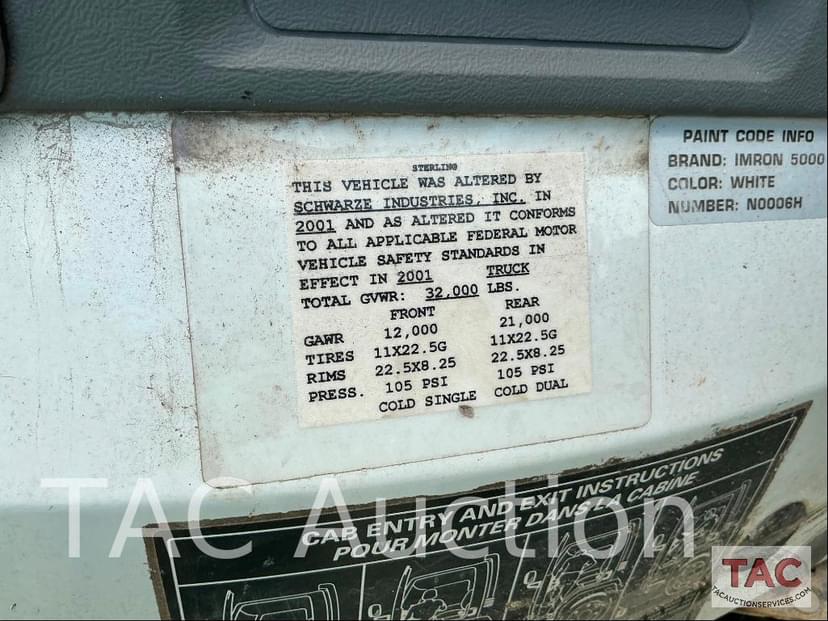 STERLING
THIS VEHICLE WAS ALTERED BY
SCHWARZE INDUSTRIES, INC. IN
2001 AND AS ALTERED IT CONFORMS
TO ALL APPLICABLE FEDERAL MOTOR
VEHICLE SAFETY STANDARDS IN
EFFECT IN 2001 TRUCK
TOTAL GVWR: 32,000 LBS.
FRONT REAR
GAWR 12,000 21,000
TIRES 11X22.5G 11X22.5G
RIMS 22.5X8.25 22.5X8.25
PRESS. 105 PSI 105 PSI
COLD SINGLE COLD DUAL
PAINT CODE INFO
BRAND: IMRON 5000
COLOR: WHITE
NUMBER: N0006H
CAB ENTRY AND EXIT INSTRUCTIONS
POUR MONTER DANS LA CABINE
TAC Auction
TAC
TACAUCTIONSERVICES.COM